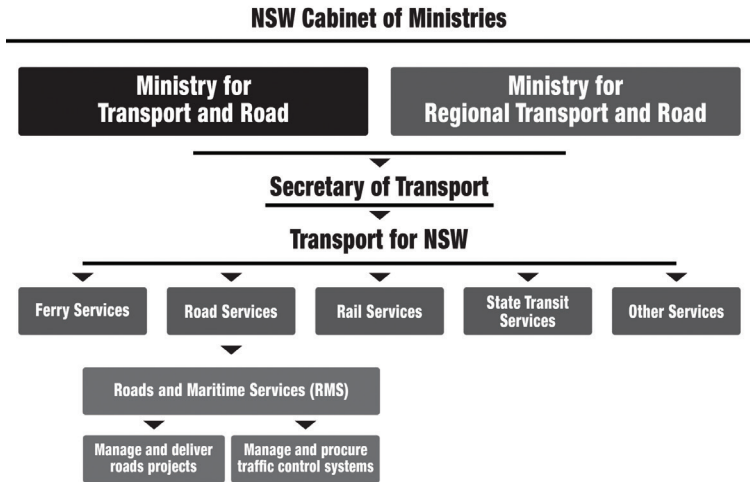 NSW Cabinet of Ministries
Ministry for
Transport and Road
Ministry for
Regional Transport and Road
Secretary of Transport
Transport for NSW
Ferry Services
Road Services
Rail Services
State Transit
Services
Other Services
Roads and Maritime Services (RMS)
Manage and deliver
roads projects
Manage and procure
traffic control systems